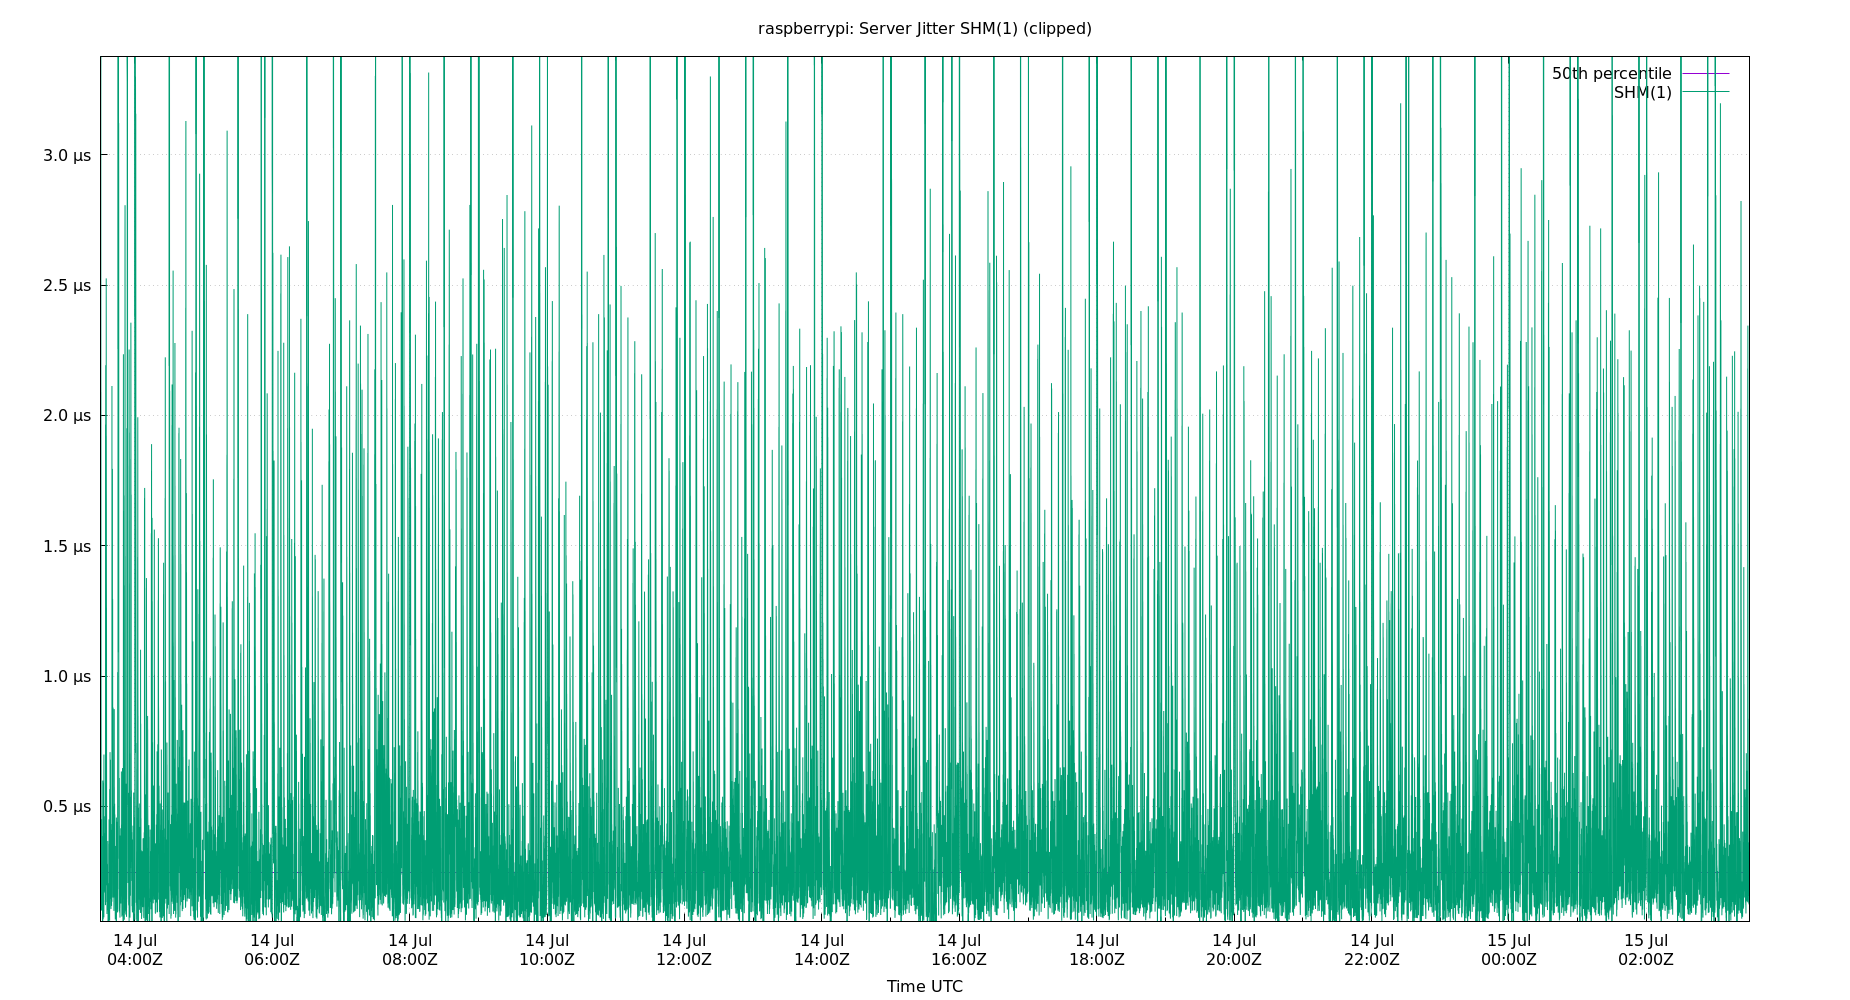 raspberrypi: Server Jitter SHM(1) (clipped)
50th percentile
SHM(1)
3.0 µs
2.5 µs
2.0 µs
1.5 µs
1.0 µs
0.5 µs
14 Jul 14 Jul 14 Jul 14 Jul 14 Jul 14 Jul 14 Jul 14 Jul 14 Jul 14 Jul 15 Jul 15 Jul
04:00Z 06:00Z 08:00Z 10:00Z 12:00Z 14:00Z 16:00Z 18:00Z 20:00Z 22:00Z 00:00Z 02:00Z
Time UTC